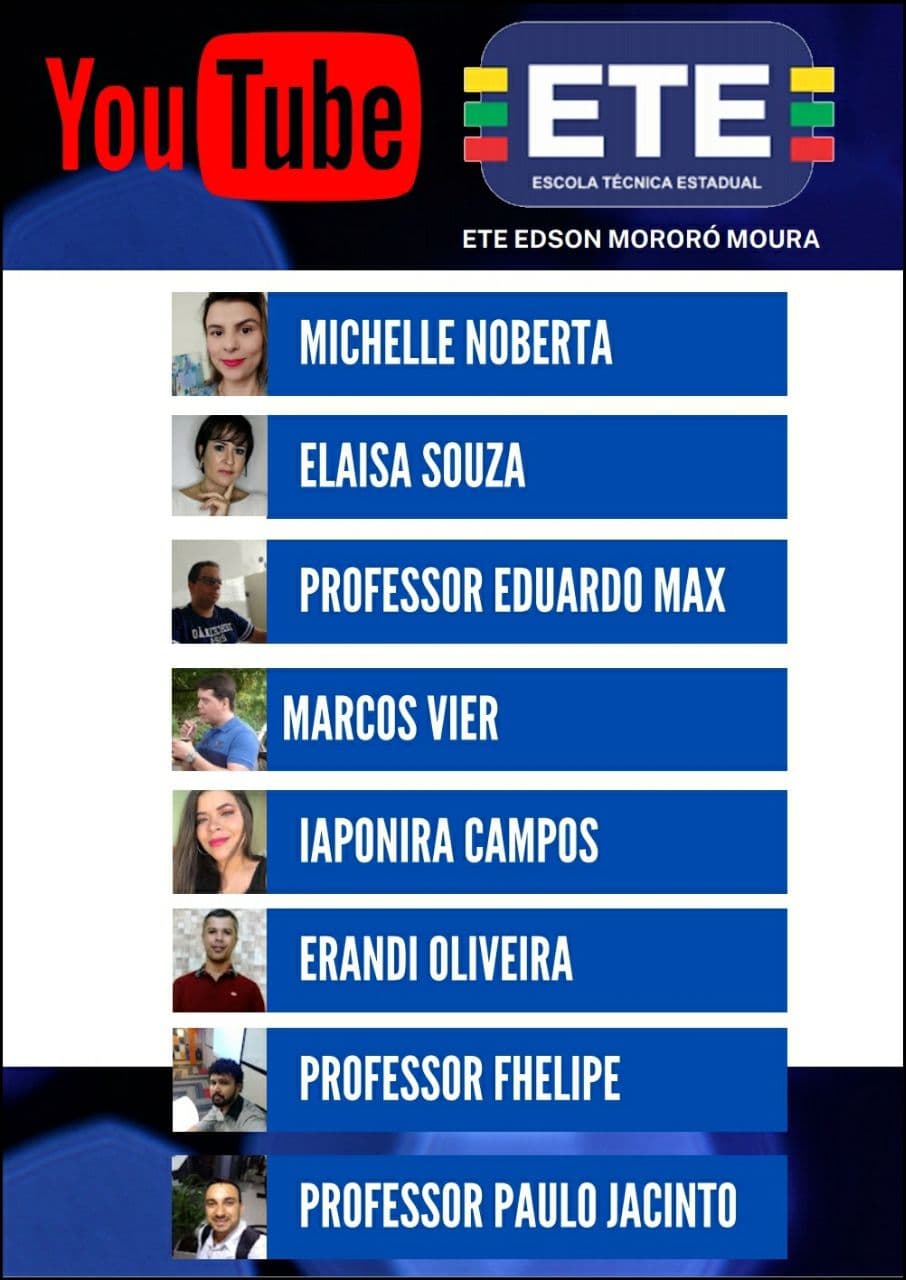 YouTube
ETE
ESCOLA TÉCNICA ESTADUAL
ETE EDSON MORORÓ MOURA
MICHELLE NOBERTA
ELAISA SOUZA
PROFESSOR EDUARDO MAX
MARCOS VIER
IAPONIRA CAMPOS
ERANDI OLIVEIRA
PROFESSOR FHELIPE
PROFESSOR PAULO JACINTO